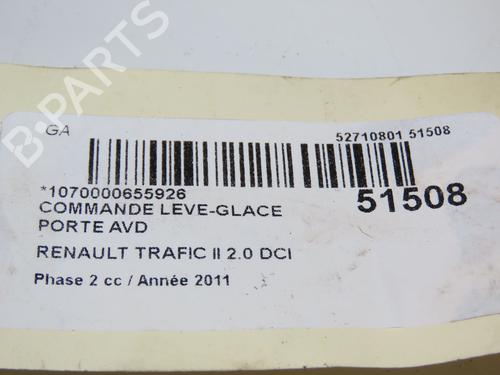 GA
52710801 51508
*1070000655926
51508
COMMANDE LEVE-GLACE
PORTE AVD
RENAULT TRAFIC II 2.0 DCI
Phase 2 cc / Année 2011
B-PARTS